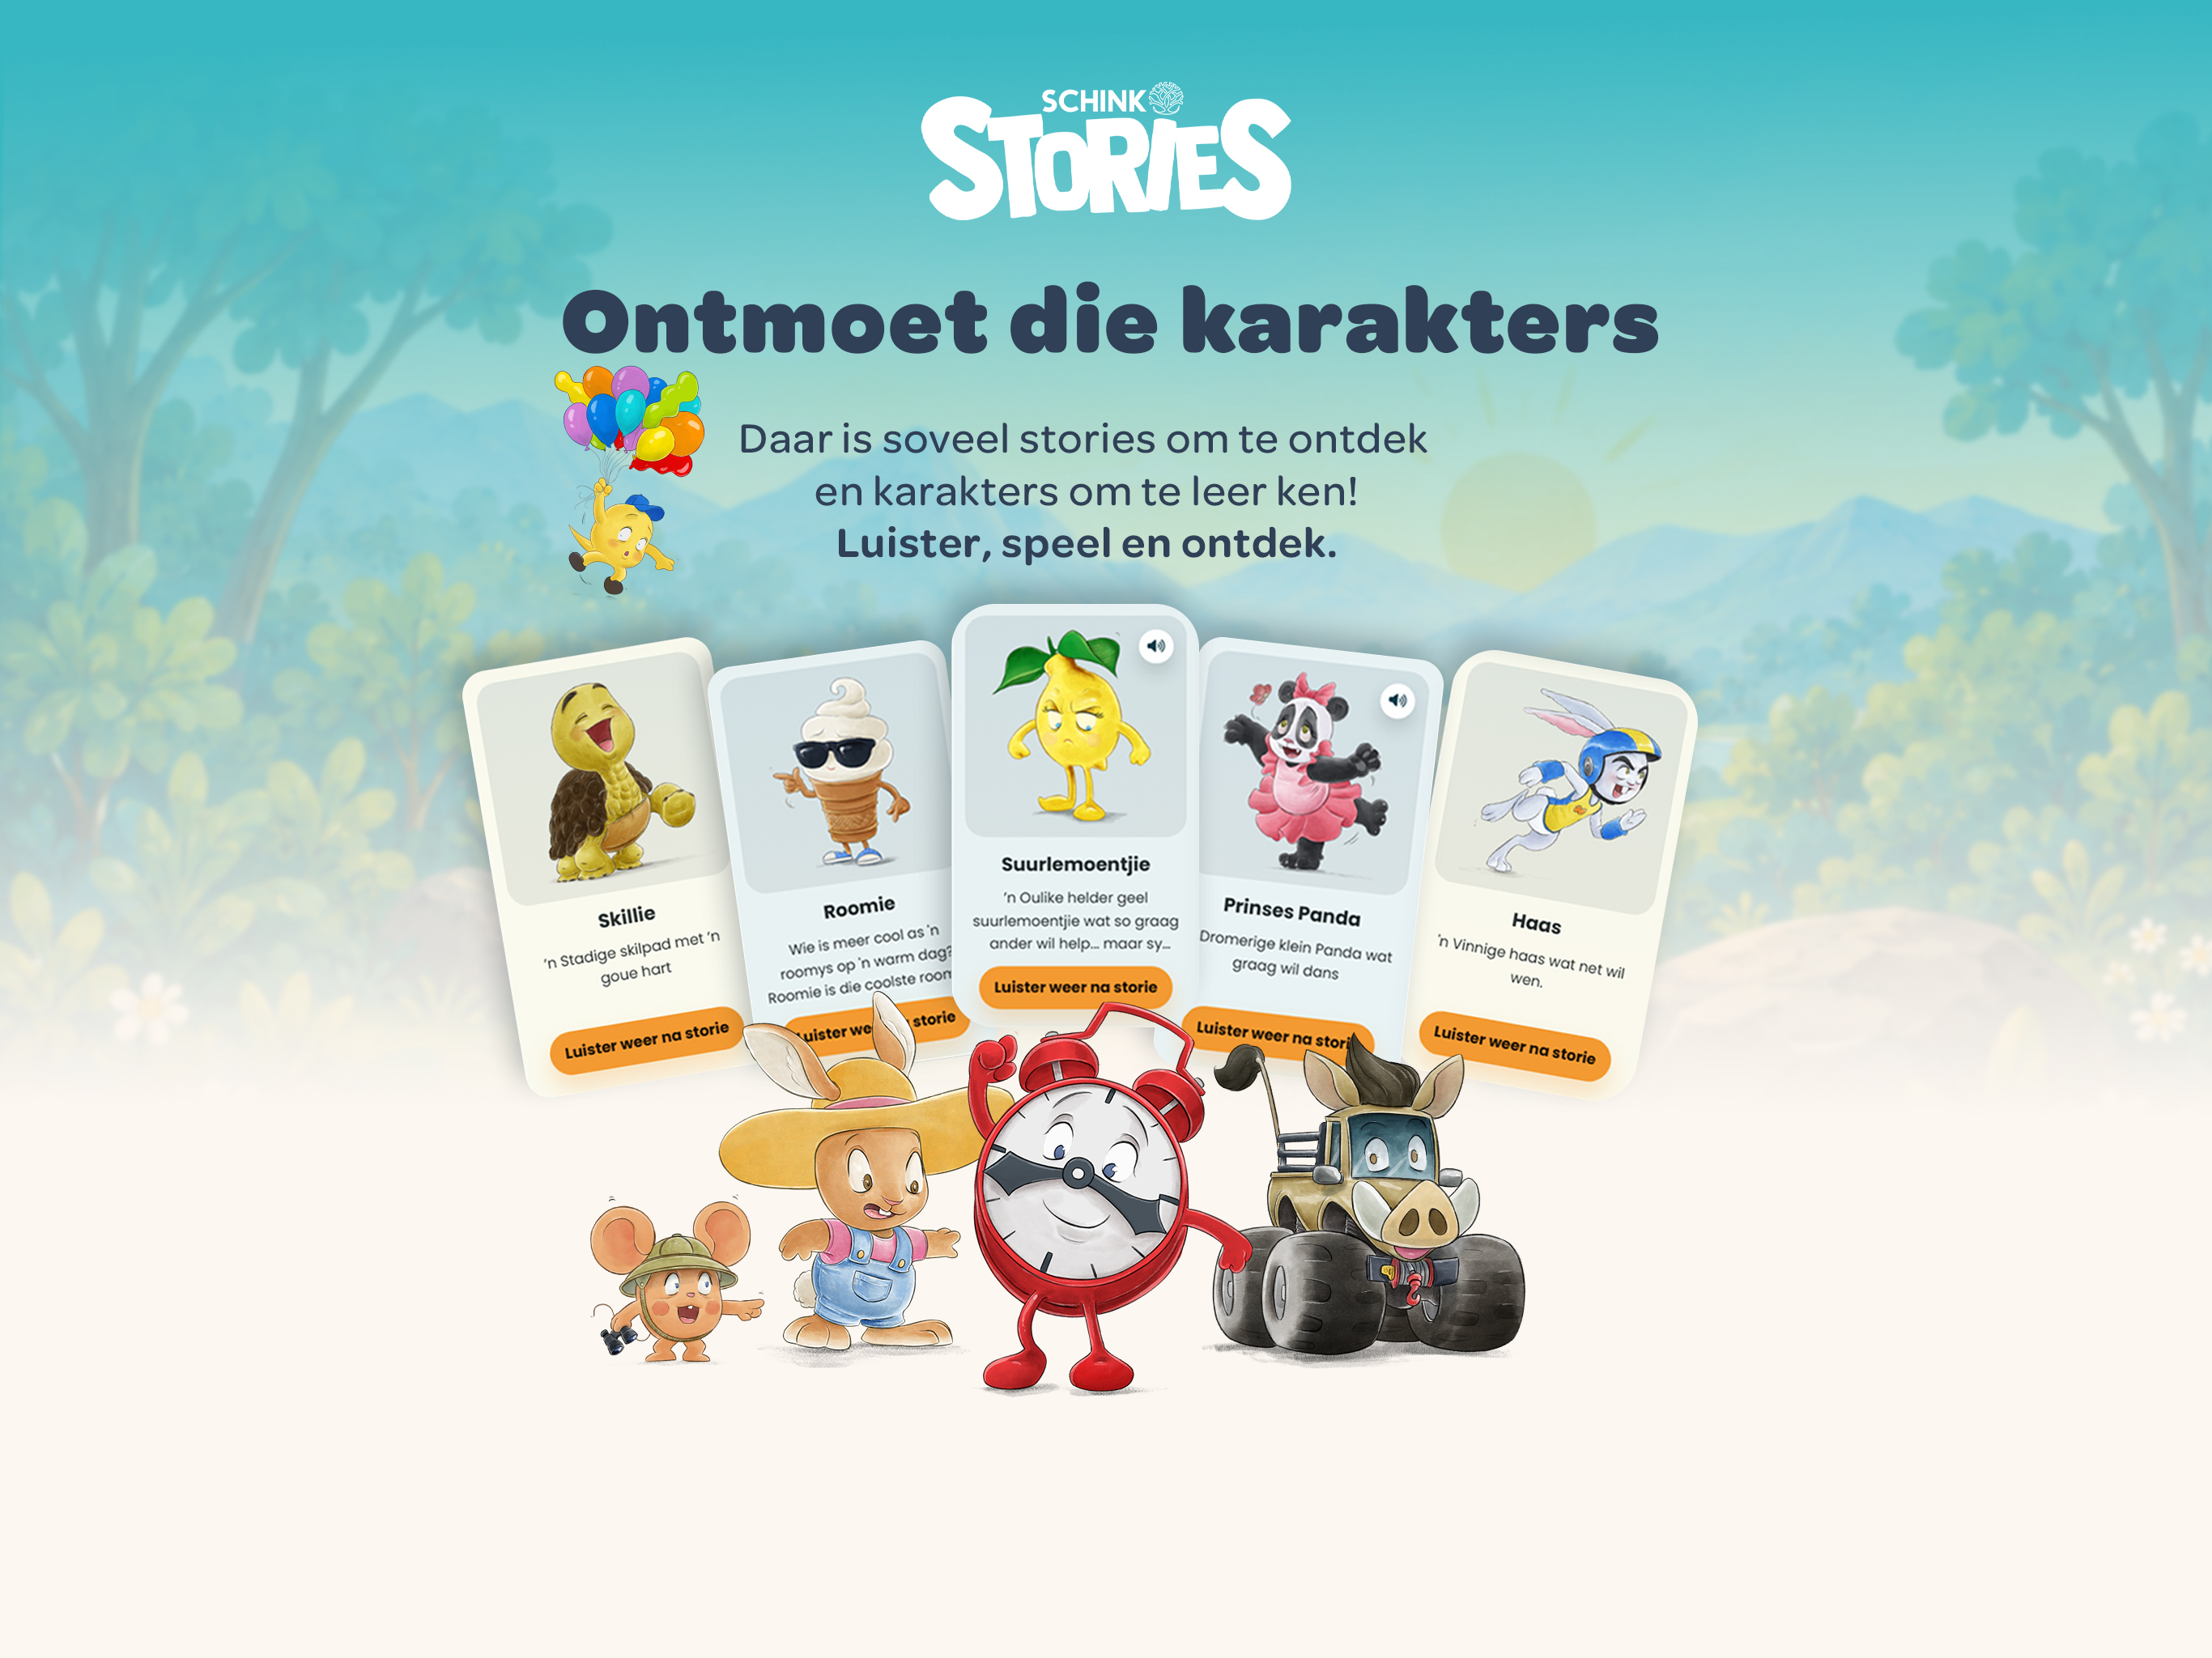 SCHINK
STORIES
Ontmoet die karakters
Daar is soveel stories om te ontdek
en karakters om te leer ken!
Luister, speel en ontdek.
Skillie
'n Stadige skilpad met 'n
goue hart
Luister weer na storie
Roomie
Wie is meer cool as 'n
roomys op 'n warm dag?
Roomie is die coolste
storie
Suurlemoentjie
'n Oulike helder geel
suurlemoentjie wat so graag
ander wil help... maar sy...
Luister weer na storie
Prinses Panda
Dromerige klein Panda wat
graag wil dans
Luister weer na
Haas
'n Vinnige haas wat net wil
wen.
Luister weer na storie